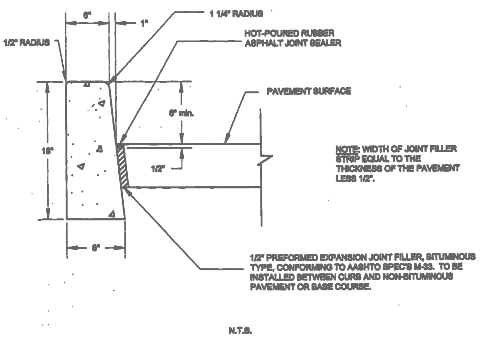 6"
1 1/4" RADIUS
1"
1/2" RADIUS
HOT-POURED RUBBER
ASPHALT JOINT SEALER
PAVEMENT SURFACE
6" min.
18"
1/2"
NOTE: WIDTH OF JOINT FILLER
STRIP EQUAL TO THE
THICKNESS OF THE PAVEMENT
LESS 1/2".
1/2" PREFORMED EXPANSION JOINT FILLER, BITUMINOUS
TYPE, CONFORMING TO AASHTO SPEC'S M-33. TO BE
INSTALLED BETWEEN CURB AND NON-BITUMINOUS
PAVEMENT OR BASE COURSE.
N.T.S.